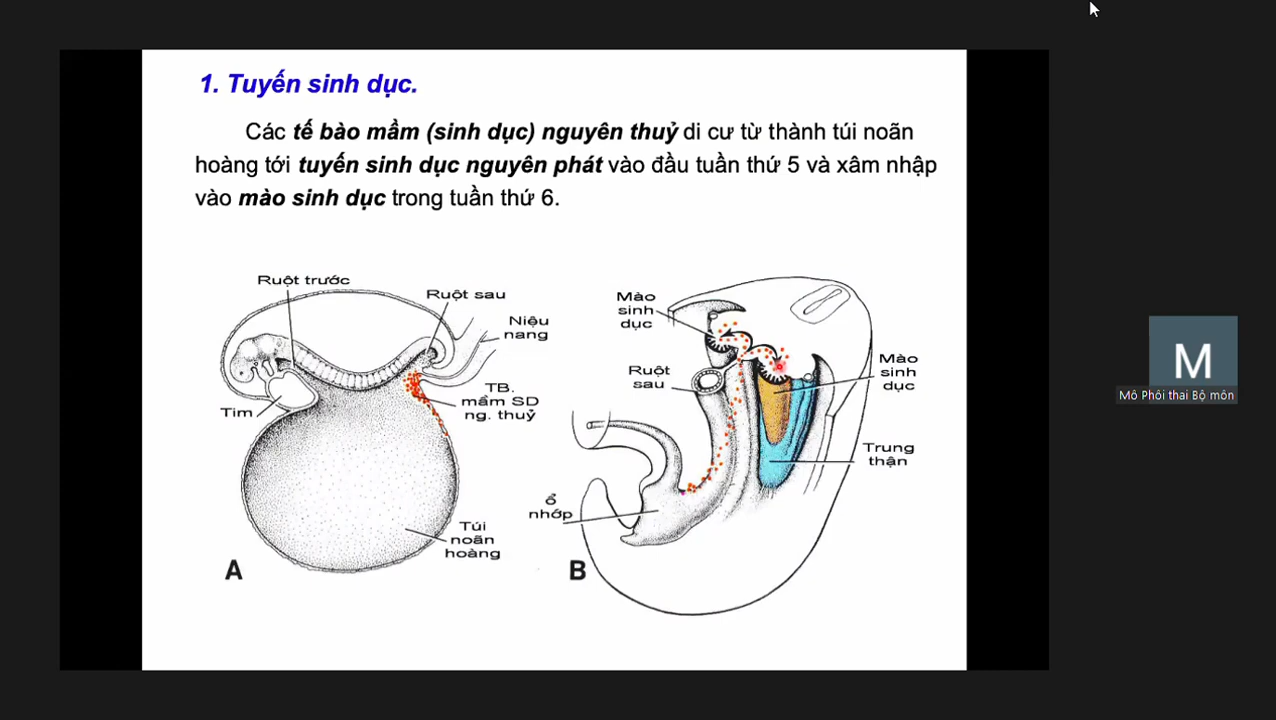 1. Tuyến sinh dục.
Các tế bào mầm (sinh dục) nguyên thuỷ di cư từ thành túi noãn
hoàng tới tuyến sinh dục nguyên phát vào đầu tuần thứ 5 và xâm nhập
vào mào sinh dục trong tuần thứ 6.
Ruột trước
Ruột sau
Niệu
nang
TB.
mầm SD
ng. thuỷ
Tim
Túi
noãn
hoàng
A
Mào
sinh
dục
Ruột
sau
Mào
sinh
dục
Trung
thận
ổ
nhớp
B
M
Mô Phôi thai Bộ môn